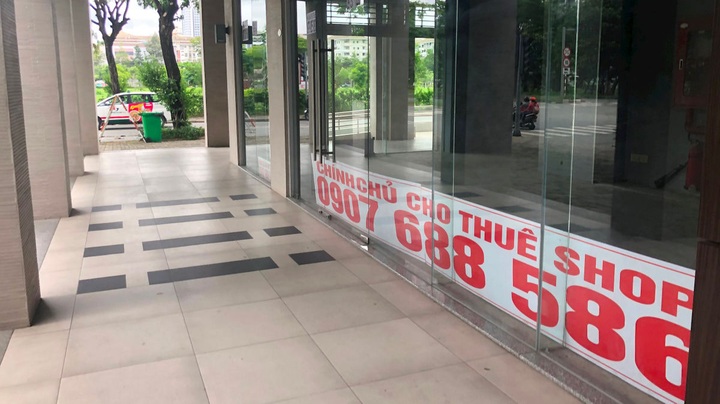 CHÍNH CHỦ CHO THUÊ SHOP
0907 688 586